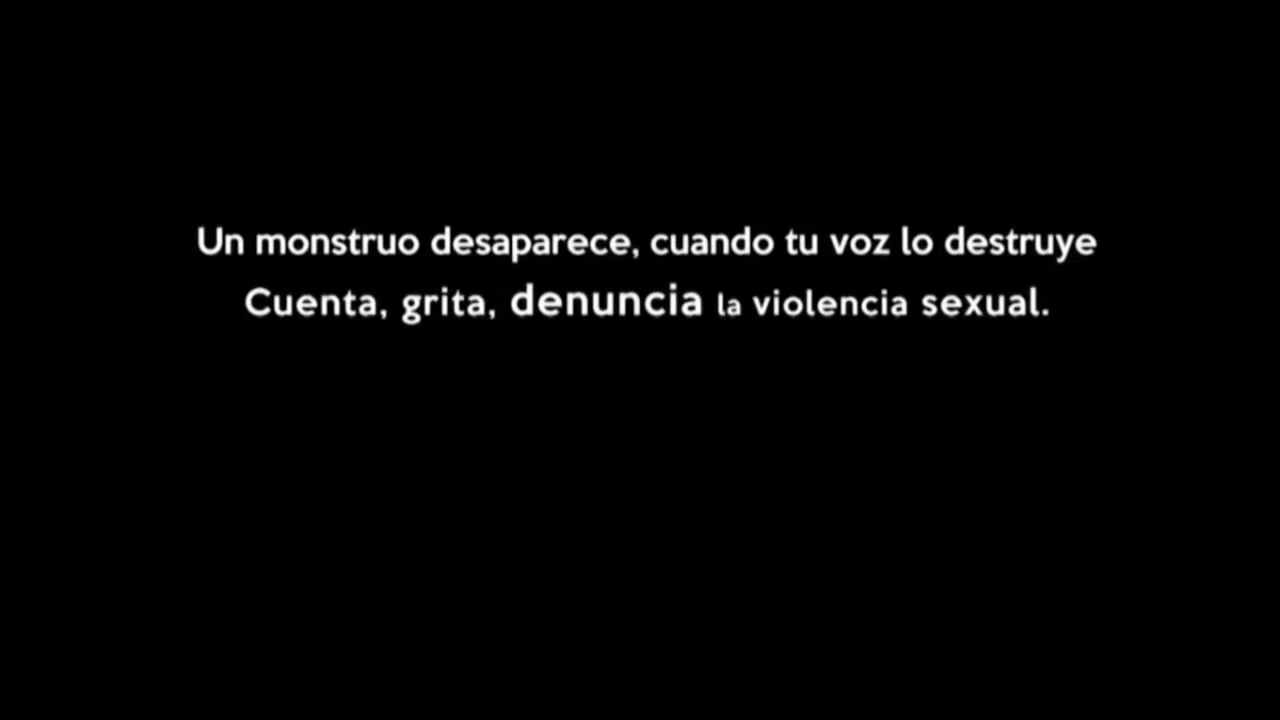 Un monstruo desaparece, cuando tu voz lo destruye
Cuenta, grita, denuncia la violencia sexual.